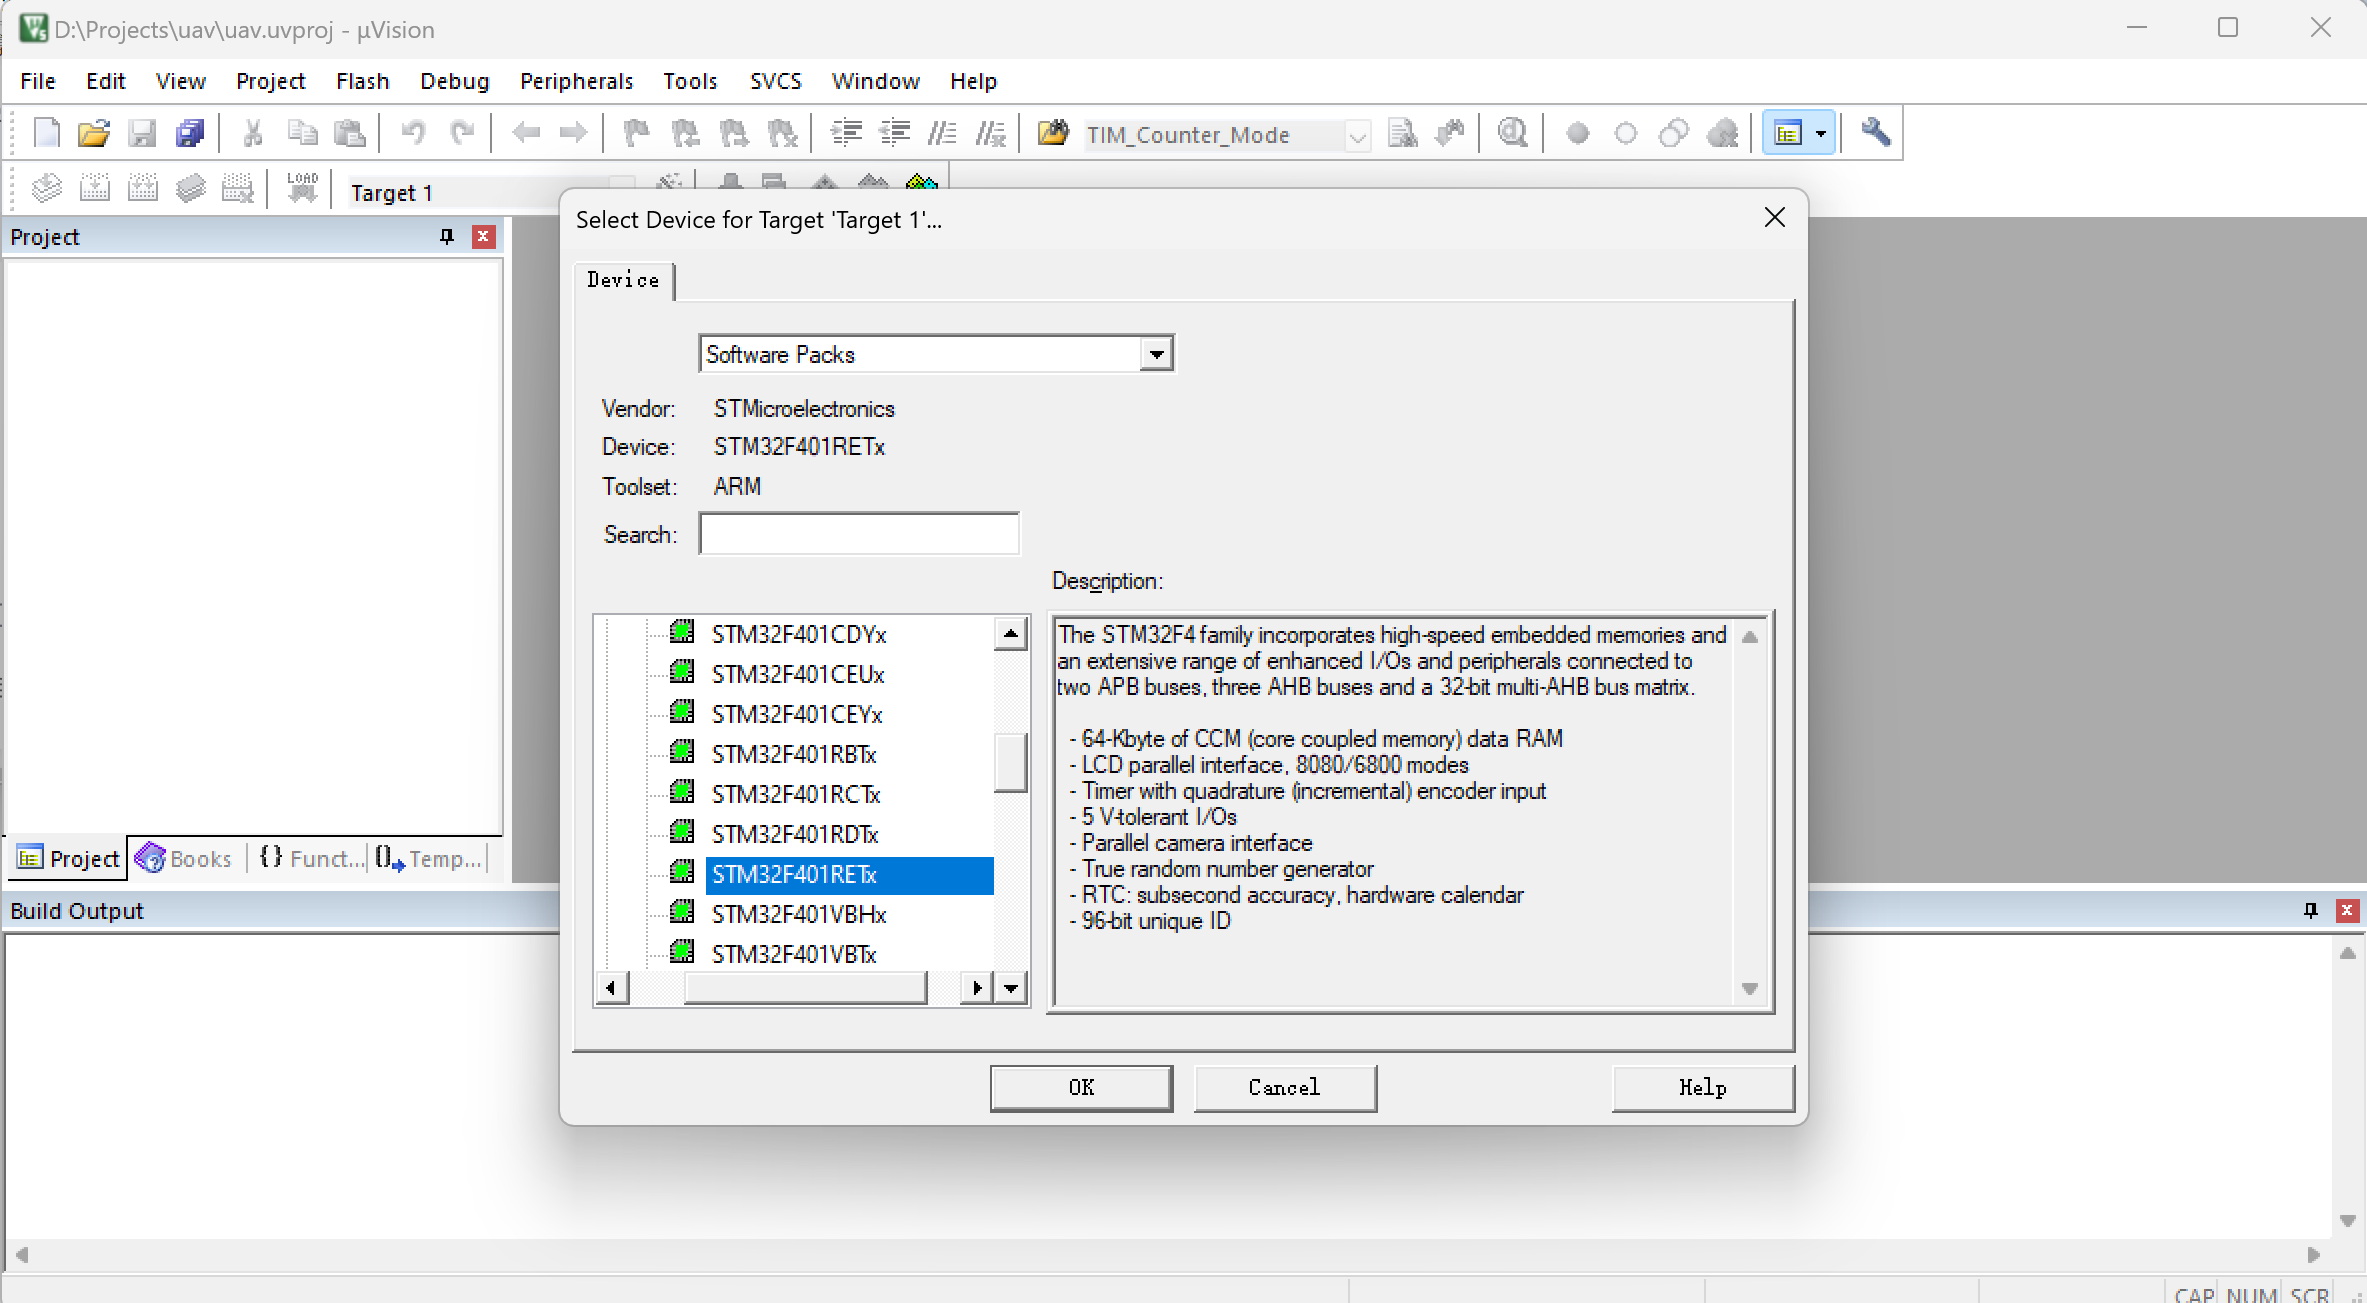 D:\Projects\uav\uav.uvproj - µVision
File Edit View Project Flash Debug Peripherals Tools SVCS Window Help
TIM_Counter_Mode
LOAD
Target 1
Project
Select Device for Target 'Target 1'...
Device
Software Packs
Vendor: STMicroelectronics
Device: STM32F401RETx
Toolset: ARM
Search:
Description:
STM32F401CDYx
STM32F401CEUx
STM32F401CEYx
STM32F401RBTx
STM32F401RCTx
STM32F401RDTx
STM32F401RETx
STM32F401VBHx
STM32F401VBTx
The STM32F4 family incorporates high-speed embedded memories and
an extensive range of enhanced I/Os and peripherals connected to
two APB buses, three AHB buses and a 32-bit multi-AHB bus matrix.
- 64-Kbyte of CCM (core coupled memory) data RAM
- LCD parallel interface, 8080/6800 modes
- Timer with quadrature (incremental) encoder input
- 5 V-tolerant I/Os
- Parallel camera interface
- True random number generator
- RTC: subsecond accuracy, hardware calendar
- 96-bit unique ID
OK Cancel Help
Project Books {} Funct... Temp...
Build Output
CAP NUM SCR